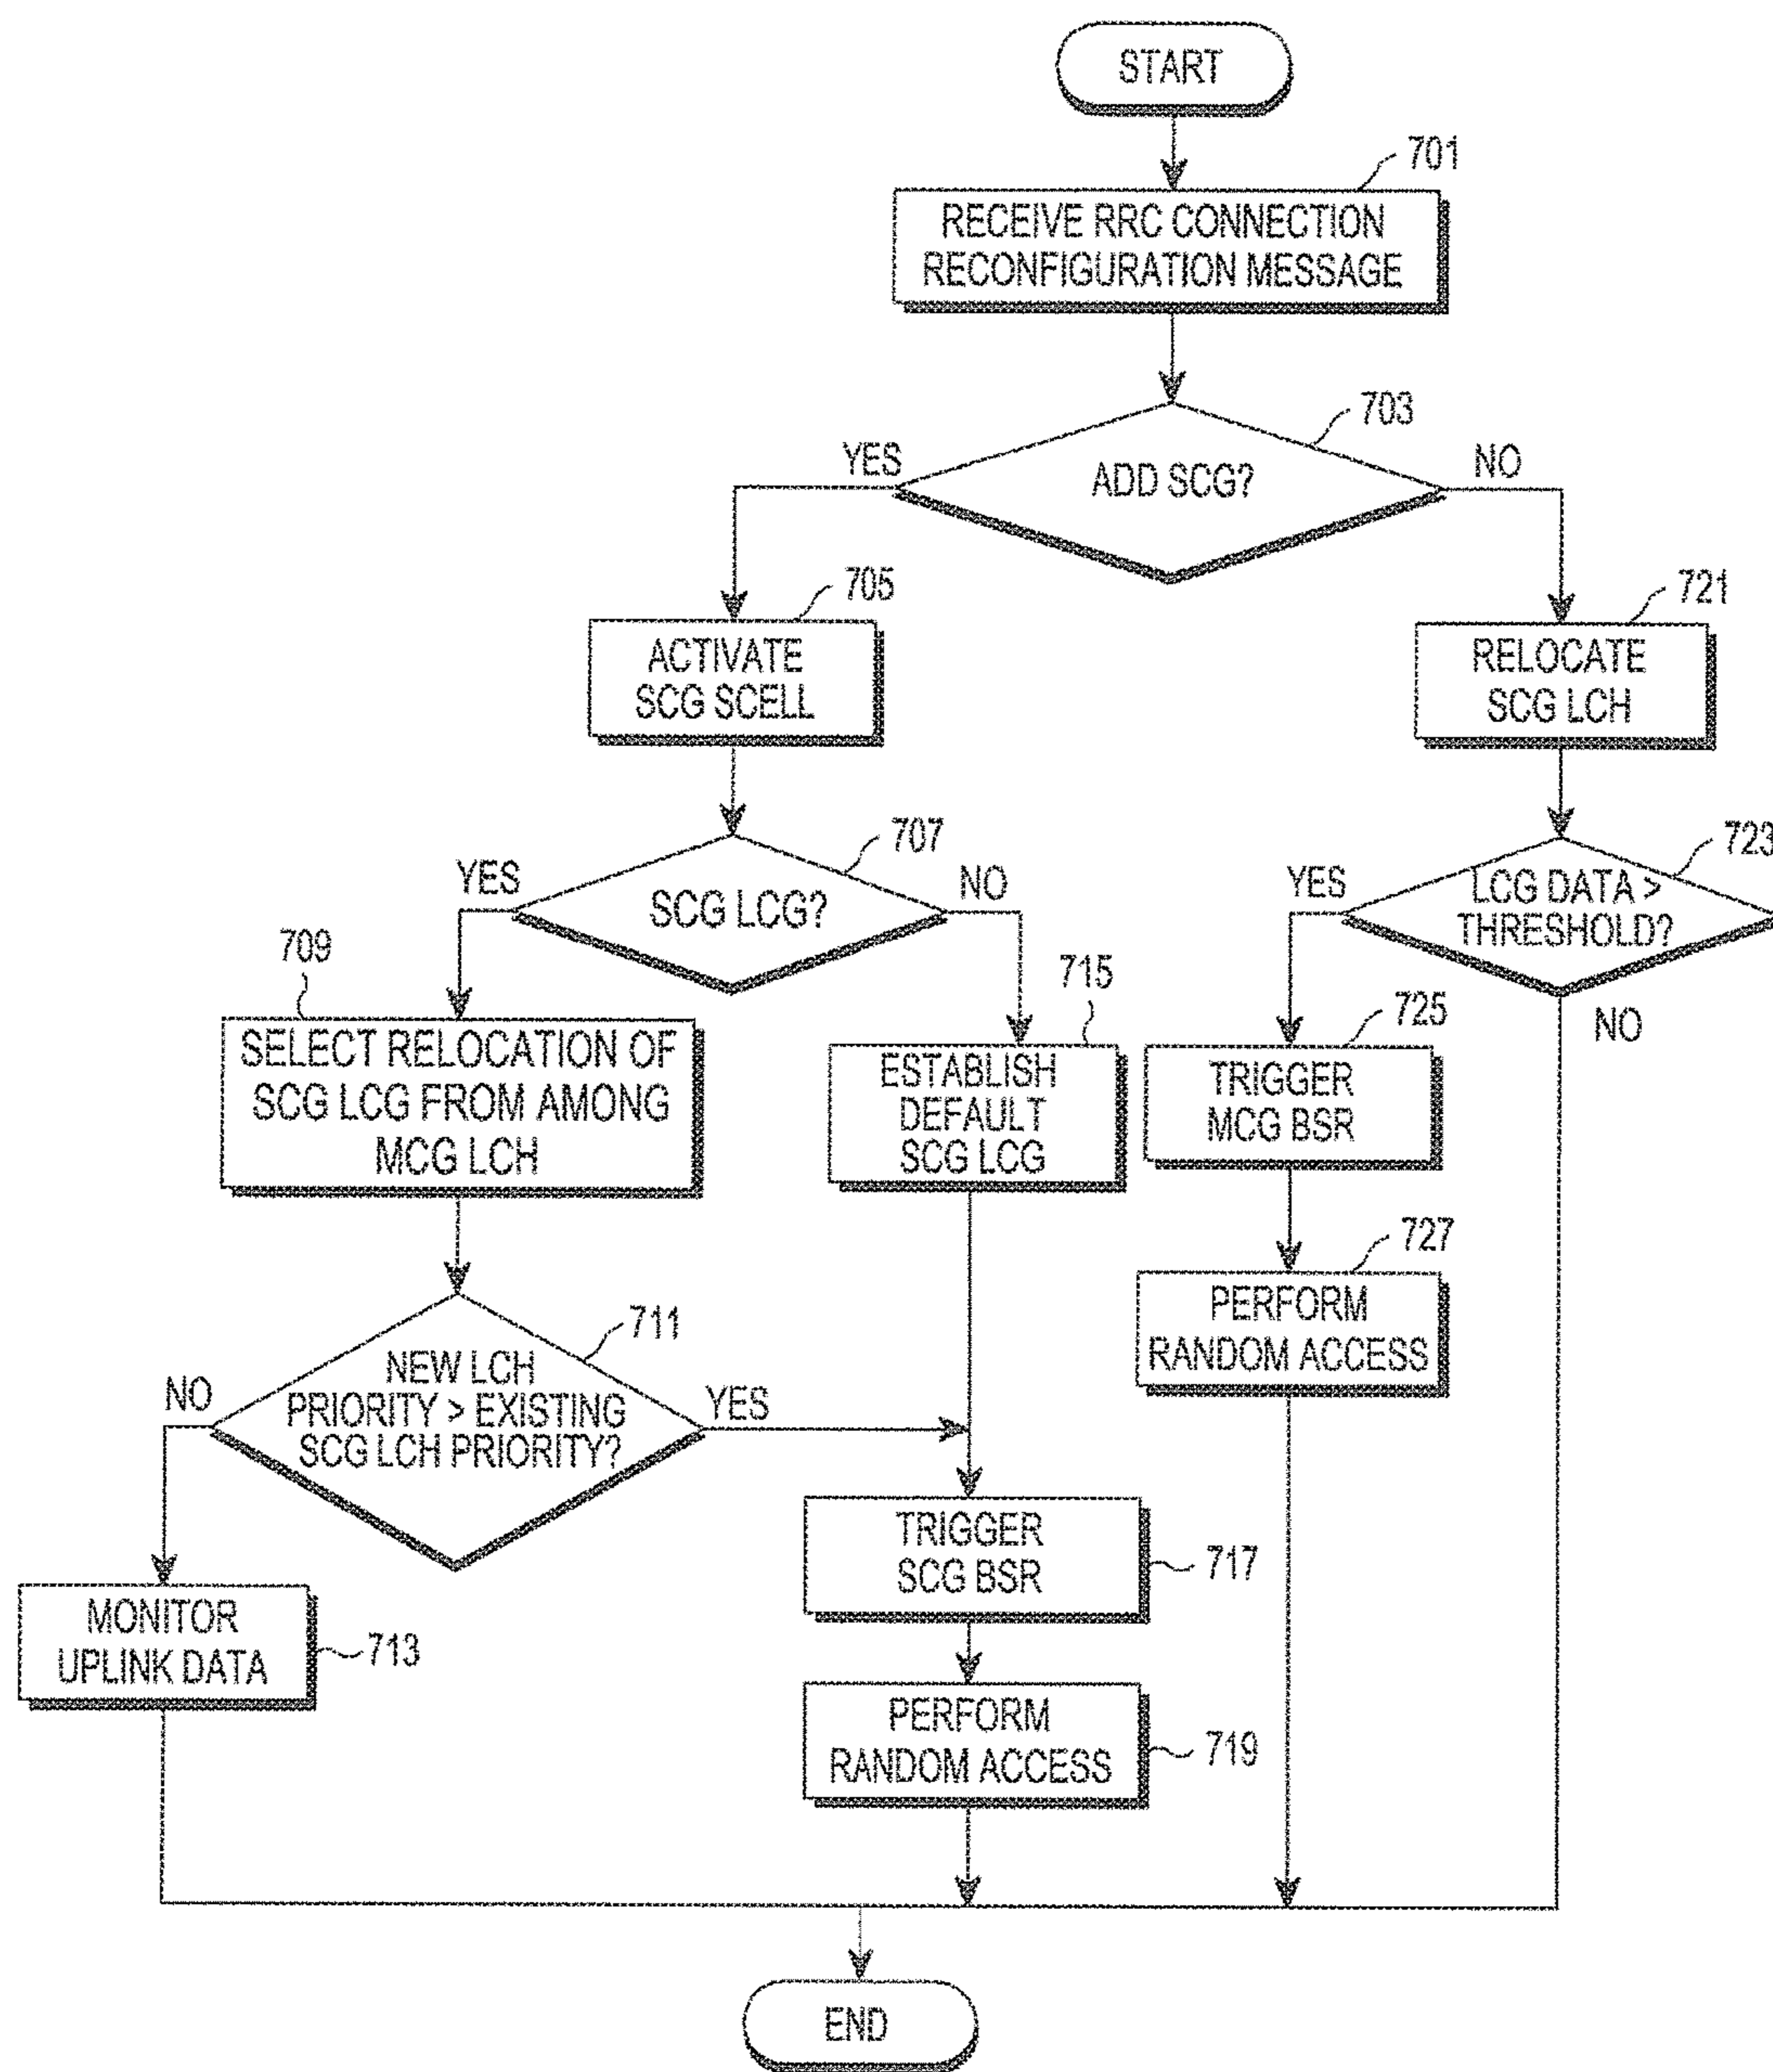 START
701
RECEIVE RRC CONNECTION
RECONFIGURATION MESSAGE
703
ADD SCG?
YES
NO
705
ACTIVATE
SCG SCELL
721
RELOCATE
SCG LCH
707
SCG LCG?
YES
NO
723
LCG DATA >
THRESHOLD?
YES
NO
709
SELECT RELOCATION OF
SCG LCG FROM AMONG
MCG LCH
715
ESTABLISH
DEFAULT
SCG LCG
725
TRIGGER
MCG BSR
727
PERFORM
RANDOM ACCESS
711
NEW LCH
PRIORITY > EXISTING
SCG LCH PRIORITY?
NO
YES
MONITOR
UPLINK DATA
713
TRIGGER
SCG BSR
717
PERFORM
RANDOM ACCESS
719
END